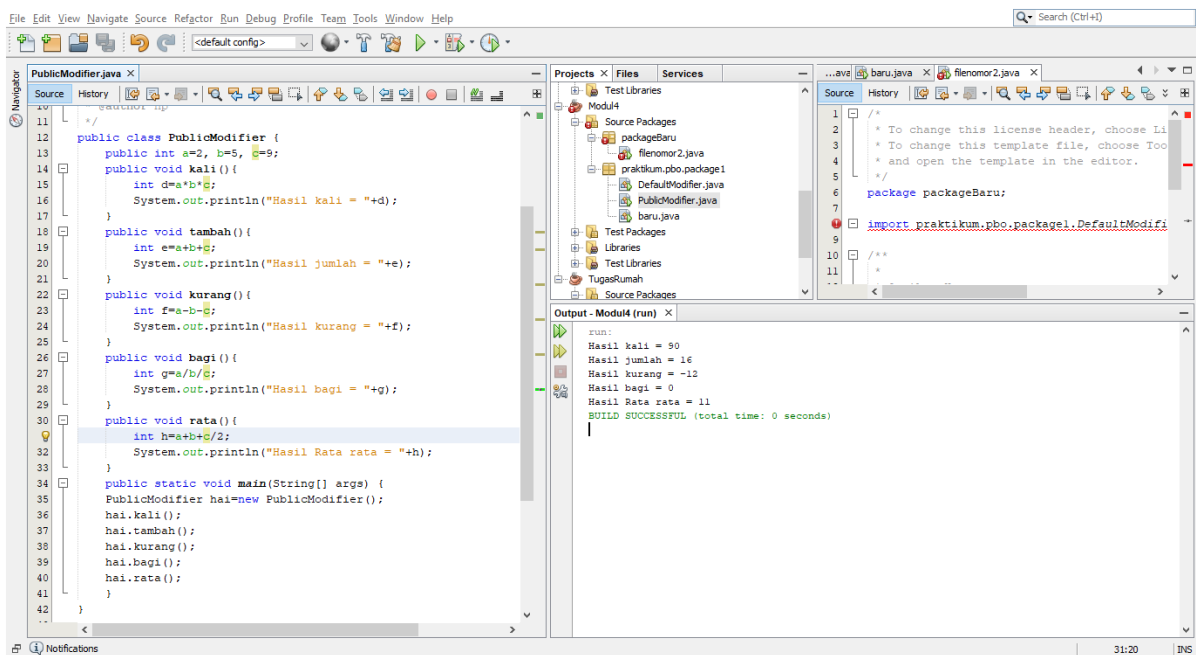 File Edit View Navigate Source Refactor Run Debug Profile Team Tools Window Help
Search (Ctrl+I)
<default config>
Navigator
PublicModifier.java
Source History
10 * @author hp
11 */
12 public class PublicModifier {
13 public int a=2, b=5, c=9;
14 public void kali(){
15 int d=a*b*c;
16 System.out.println("Hasil kali = "+d);
17 }
18 public void tambah(){
19 int e=a+b+c;
20 System.out.println("Hasil jumlah = "+e);
21 }
22 public void kurang(){
23 int f=a-b-c;
24 System.out.println("Hasil kurang = "+f);
25 }
26 public void bagi(){
27 int g=a/b/c;
28 System.out.println("Hasil bagi = "+g);
29 }
30 public void rata(){
int h=a+b+c/2;
32 System.out.println("Hasil Rata rata = "+h);
33 }
34 public static void main(String[] args) {
35 PublicModifier hai=new PublicModifier();
36 hai.kali();
37 hai.tambah();
38 hai.kurang();
39 hai.bagi();
40 hai.rata();
41 }
42 }
Projects Files Services
Test Libraries
Modul4
Source Packages
packageBaru
filenomor2.java
praktikum.pbo.package1
DefaultModifier.java
PublicModifier.java
baru.java
Test Packages
Libraries
Test Libraries
TugasRumah
Source Packages
...ava baru.java filenomor2.java
Source History
1 /*
2 * To change this license header, choose Li
3 * To change this template file, choose Too
4 * and open the template in the editor.
5 */
6 package packageBaru;
7
import praktikum.pbo.package1.DefaultModifi
9
10 /**
11 *
Output - Modul4 (run)
run:
Hasil kali = 90
Hasil jumlah = 16
Hasil kurang = -12
Hasil bagi = 0
Hasil Rata rata = 11
BUILD SUCCESSFUL (total time: 0 seconds)
Notifications
31:20 INS